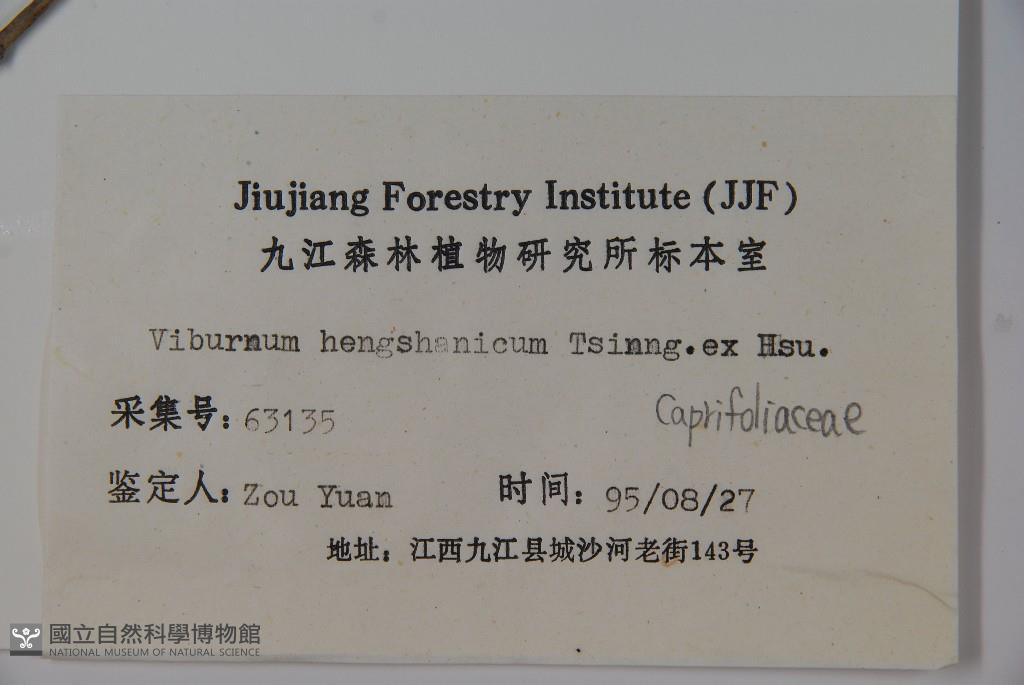 Jiujiang Forestry Institute (JJF)
九江森林植物研究所标本室
Viburnum hengshanicum Tsinng.ex Hsu.
采集号: 63135
Caprifoliaceae
鉴定人: Zou Yuan 时间: 95/08/27
地址: 江西九江县城沙河老街143号
國立自然科學博物館
NATIONAL MUSEUM OF NATURAL SCIENCE